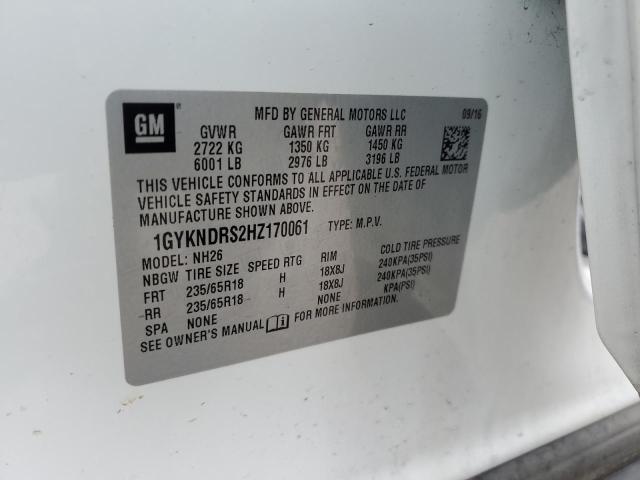 GM
MFD BY GENERAL MOTORS LLC 09/16
GVWR GAWR FRT GAWR RR
2722 KG 1350 KG 1450 KG
6001 LB 2976 LB 3196 LB
THIS VEHICLE CONFORMS TO ALL APPLICABLE U.S. FEDERAL MOTOR
VEHICLE SAFETY STANDARDS IN EFFECT ON THE DATE OF
MANUFACTURE SHOWN ABOVE.
1GYKNDRS2HZ170061 TYPE: M.P.V.
MODEL: NH26
NBGW TIRE SIZE SPEED RTG RIM COLD TIRE PRESSURE
FRT 235/65R18 H 18X8J 240KPA(35PSI)
RR 235/65R18 H 18X8J 240KPA(35PSI)
SPA NONE NONE KPA(PSI)
SEE OWNER'S MANUAL FOR MORE INFORMATION.